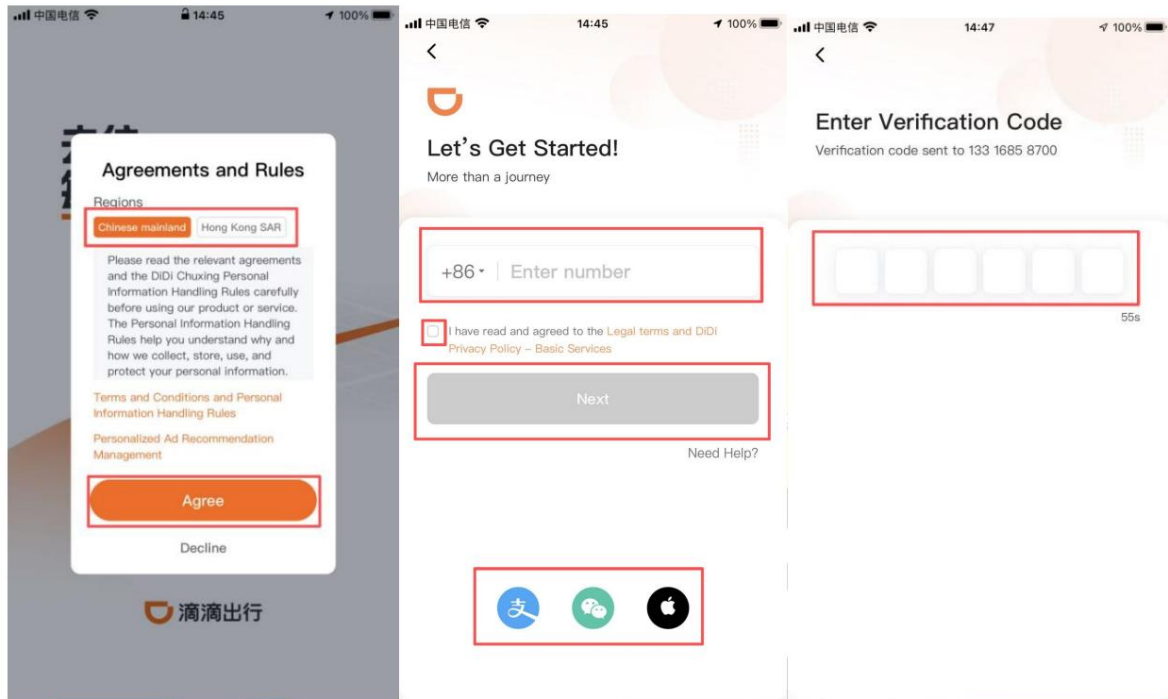 中国电信
14:45
100%
Agreements and Rules
Regions
Chinese mainland
Hong Kong SAR
Please read the relevant agreements
and the DiDi Chuxing Personal
Information Handling Rules carefully
before using our product or service.
The Personal Information Handling
Rules help you understand why and
how we collect, store, use, and
protect your personal information.
Terms and Conditions and Personal
Information Handling Rules
Personalized Ad Recommendation
Management
Agree
Decline
滴滴出行
中国电信
14:45
100%
Let's Get Started!
More than a journey
+86
Enter number
I have read and agreed to the Legal terms and DiDi
Privacy Policy – Basic Services
Next
Need Help?
支
中国电信
14:47
100%
Enter Verification Code
Verification code sent to 133 1685 8700
55s